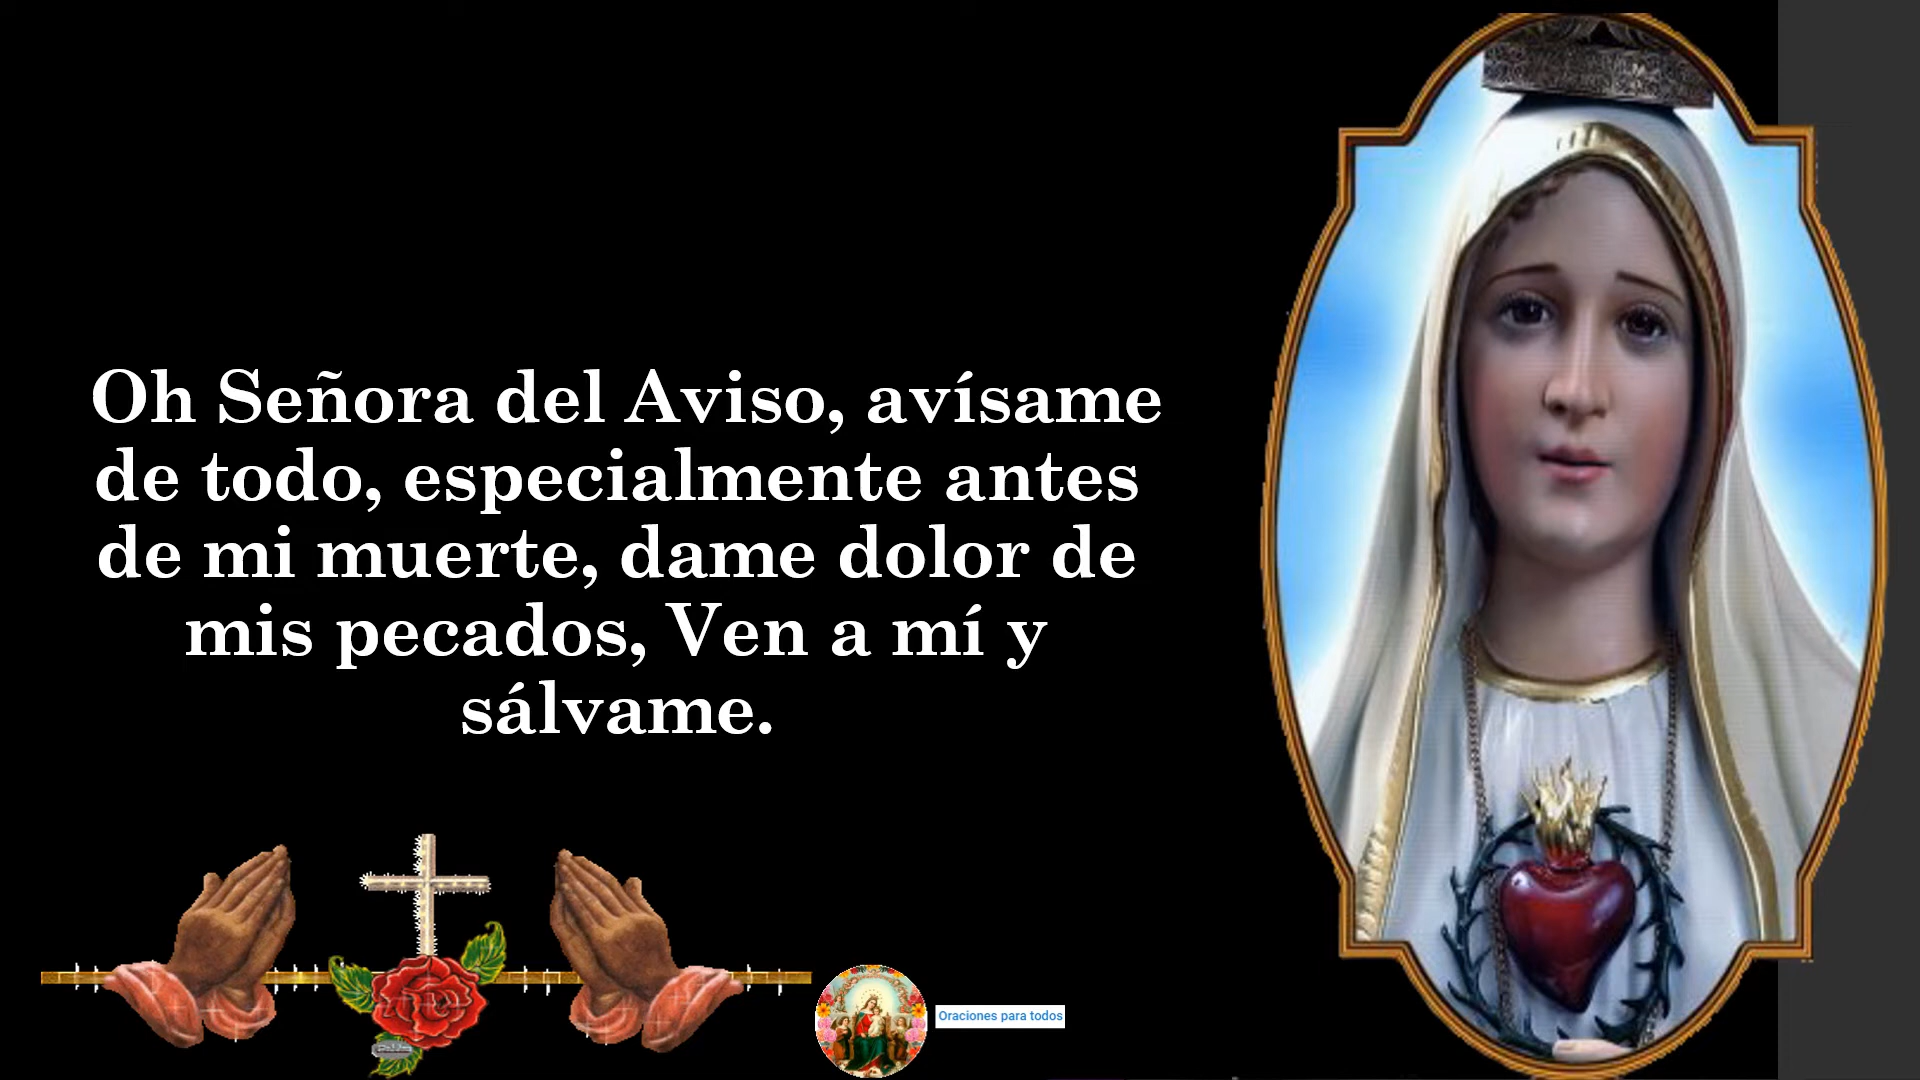 Oh Señora del Aviso, avísame
de todo, especialmente antes
de mi muerte, dame dolor de
mis pecados, Ven a mí y
sálvame.
Oraciones para todos